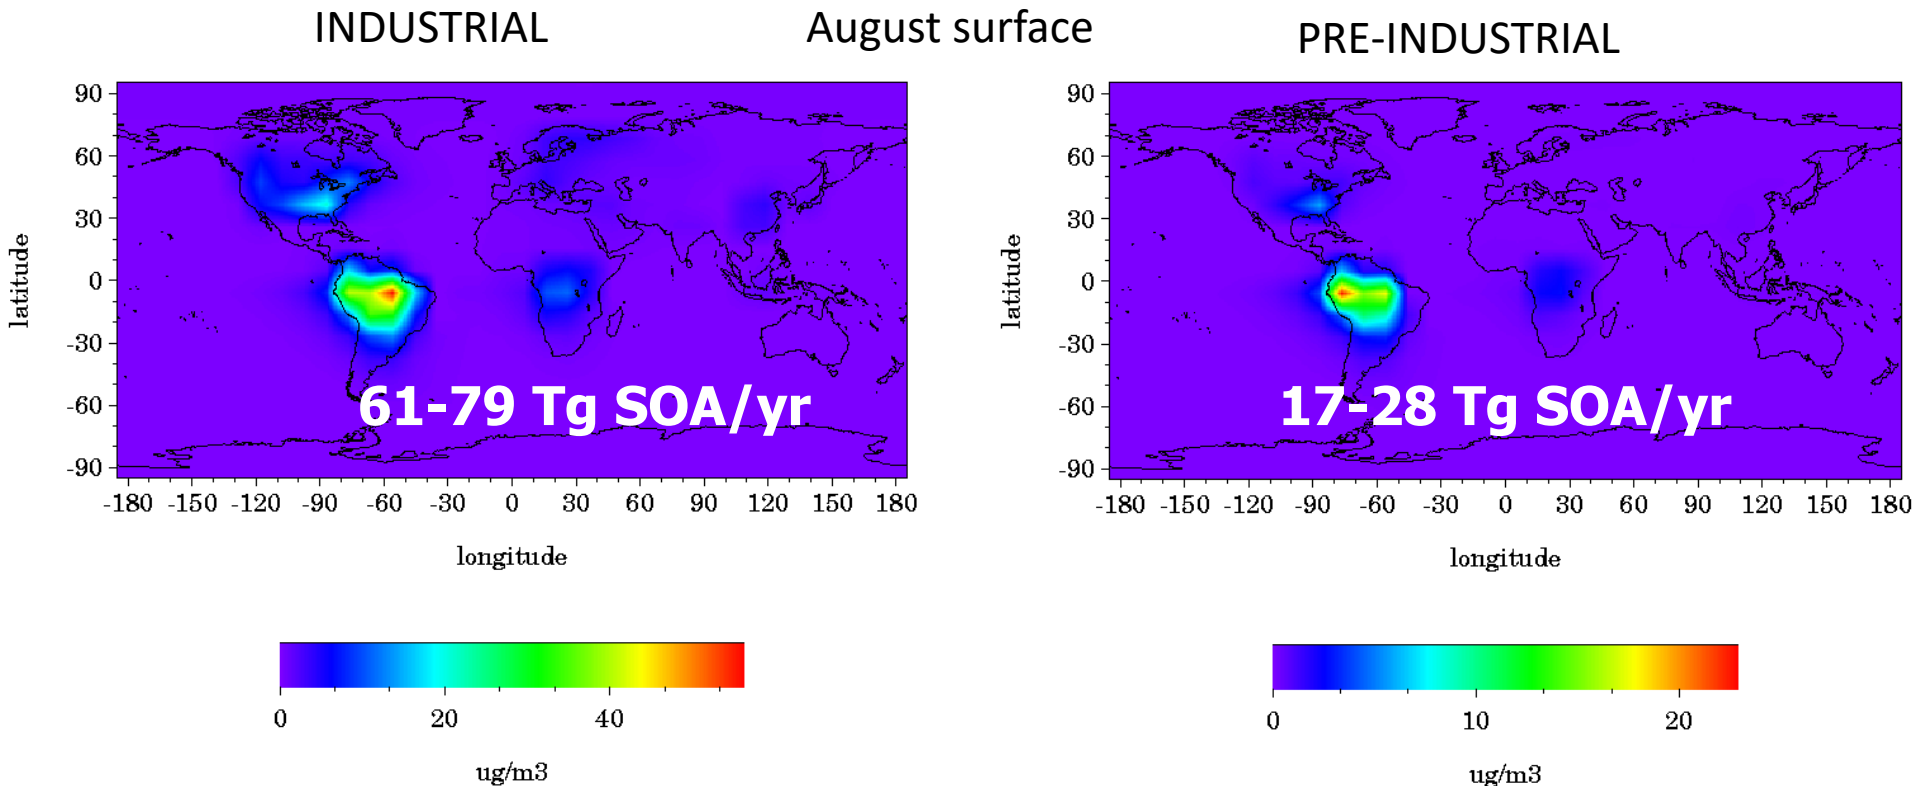 INDUSTRIAL August surface PRE-INDUSTRIAL
90
60
30
0
-30
-60
-90
latitude
61-79 Tg SOA/yr
-180 -150 -120 -90 -60 -30 0 30 60 90 120 150 180
longitude
0 20 40
ug/m3
90
60
30
0
-30
-60
-90
latitude
17-28 Tg SOA/yr
-180 -150 -120 -90 -60 -30 0 30 60 90 120 150 180
longitude
0 10 20
ug/m3